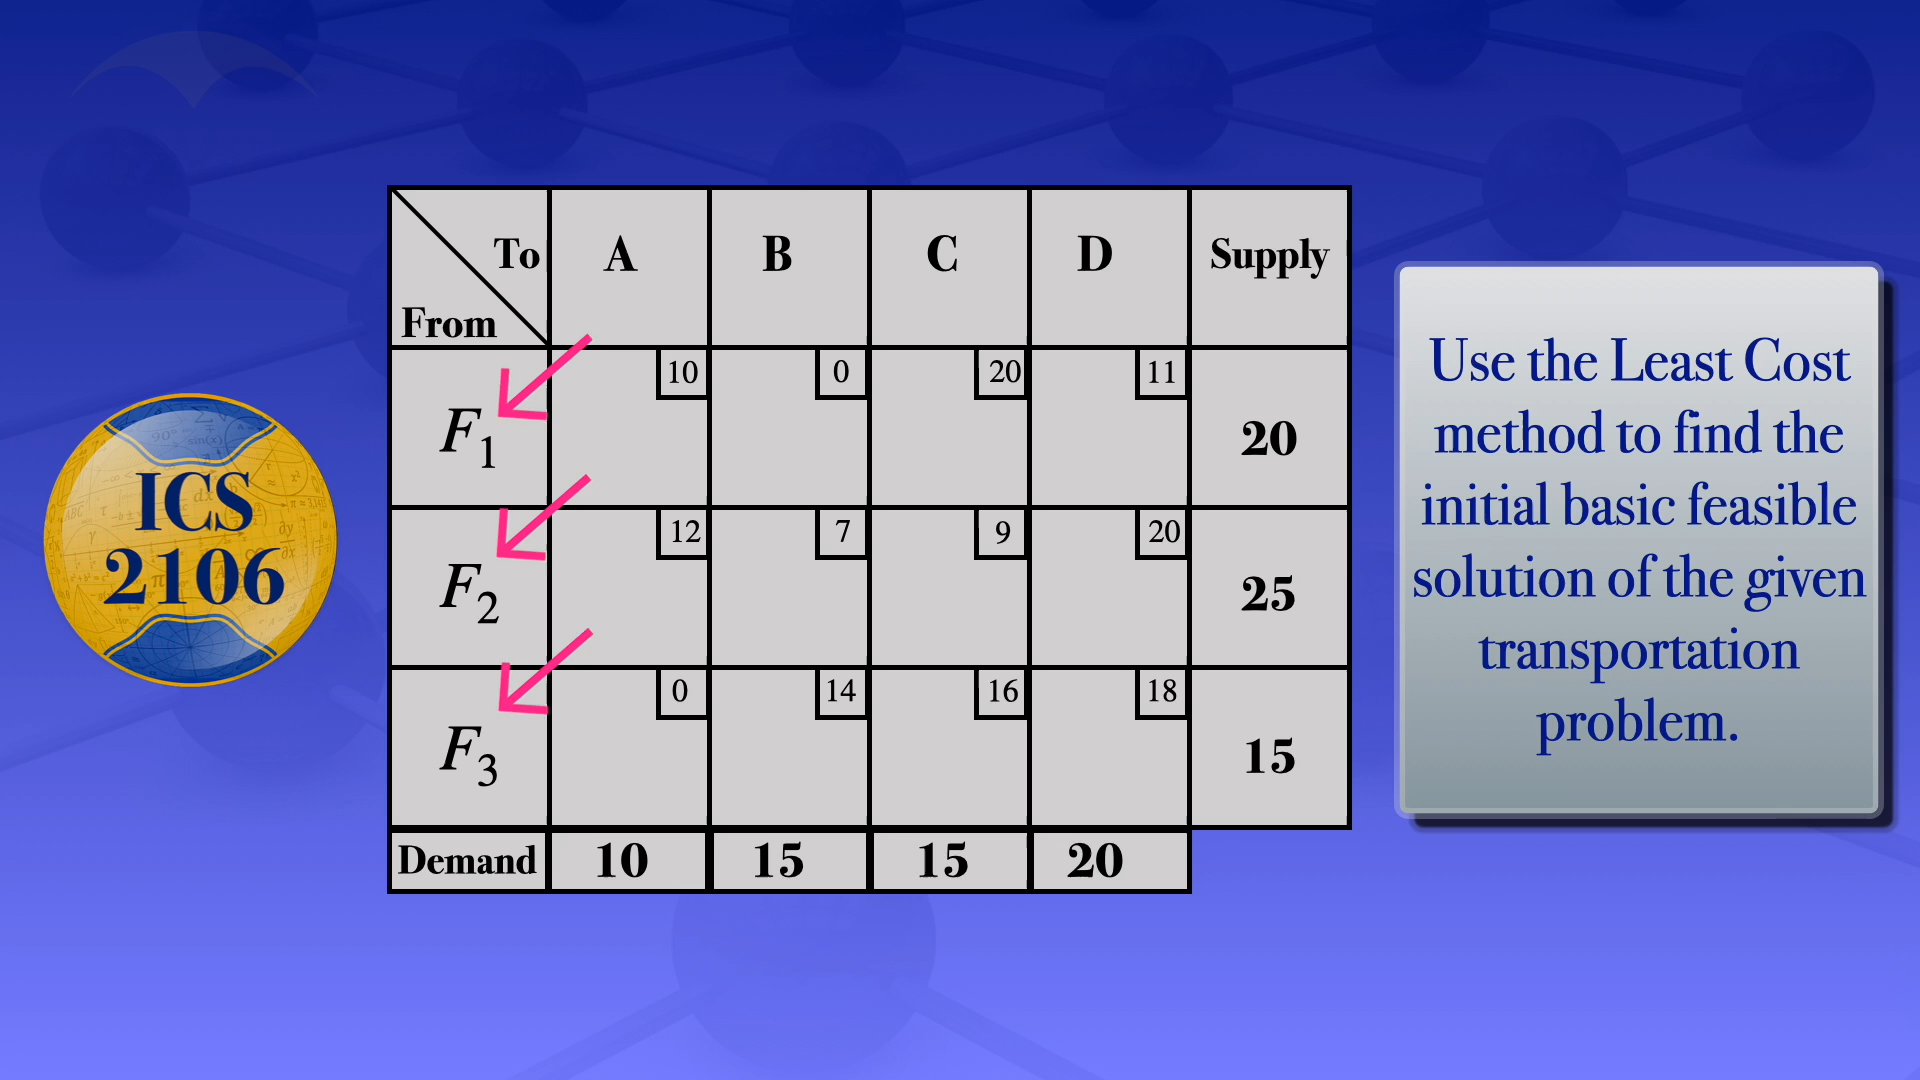 To A B C D Supply
From
10 0 20 11
F1 20
12 7 9 20
F2 25
0 14 16 18
F3 15
Demand 10 15 15 20
ICS
2106
Use the Least Cost
method to find the
initial basic feasible
solution of the given
transportation
problem.